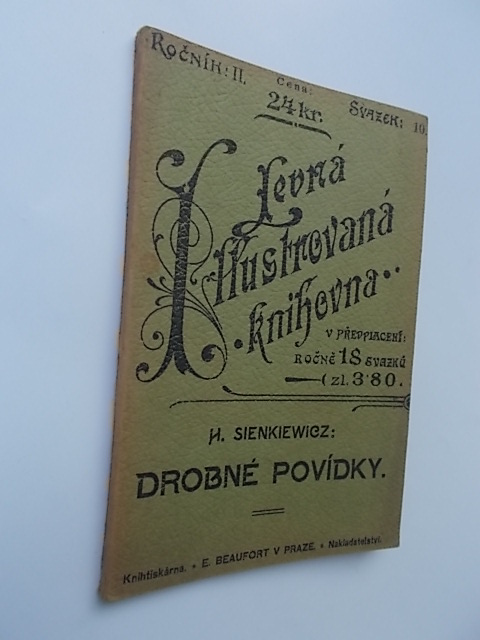 Ročník: II.
Cena:
24 kr.
Svazek: 10.
Levná
Illustrovaná
knihovna..
v předplacení:
ročně 18 svazků
zl. 3·80.
H. SIENKIEWICZ:
DROBNÉ POVÍDKY.
Knihtiskárna. • E. BEAUFORT V PRAZE. • Nakladatelství.